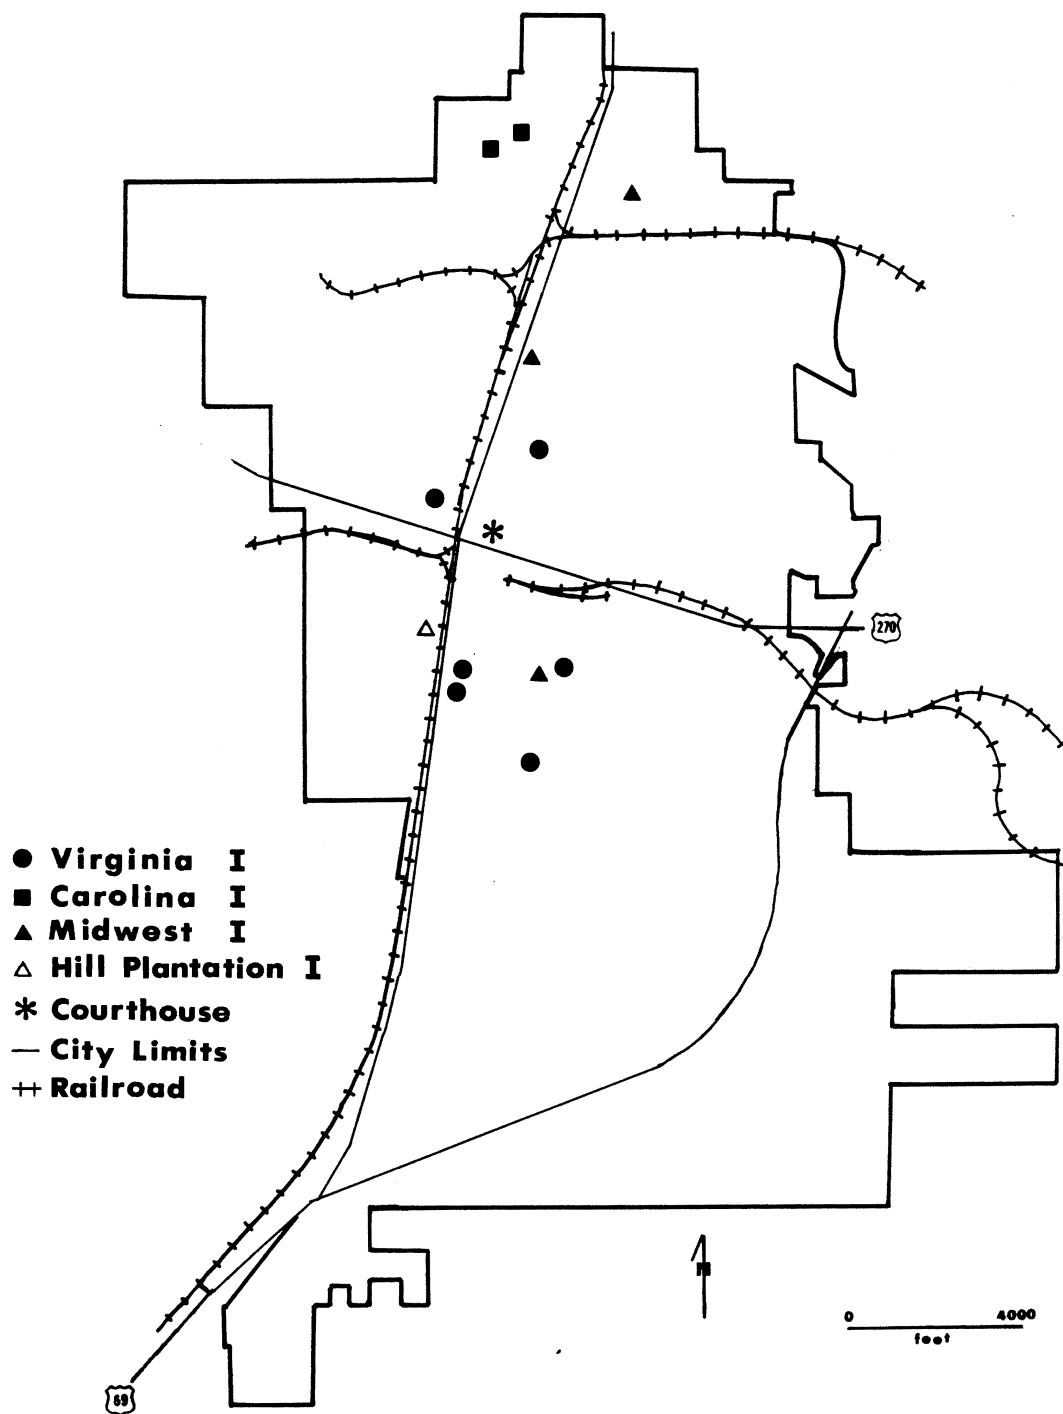 270
Virginia I
Carolina I
Midwest I
Hill Plantation I
Courthouse
City Limits
Railroad
N
0 4000
feet
69